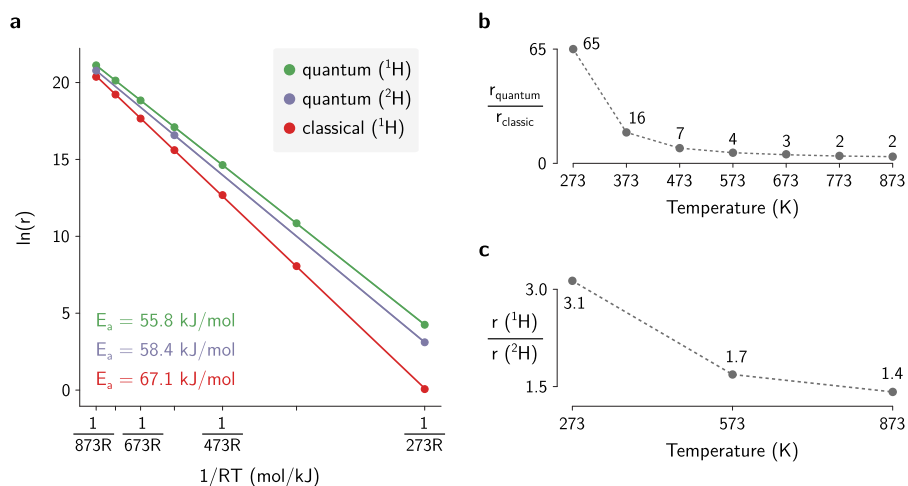 a
quantum (¹H)
quantum (²H)
classical (¹H)
20
15
10
5
0
ln(r)
Eₐ = 55.8 kJ/mol
Eₐ = 58.4 kJ/mol
Eₐ = 67.1 kJ/mol
1 1 1 1
873R 673R 473R 273R
1/RT (mol/kJ)
b
65
0
r_quantum
r_classic
65 16 7 4 3 2 2
273 373 473 573 673 773 873
Temperature (K)
c
3.0
1.5
r (¹H)
r (²H)
3.1 1.7 1.4
273 573 873
Temperature (K)